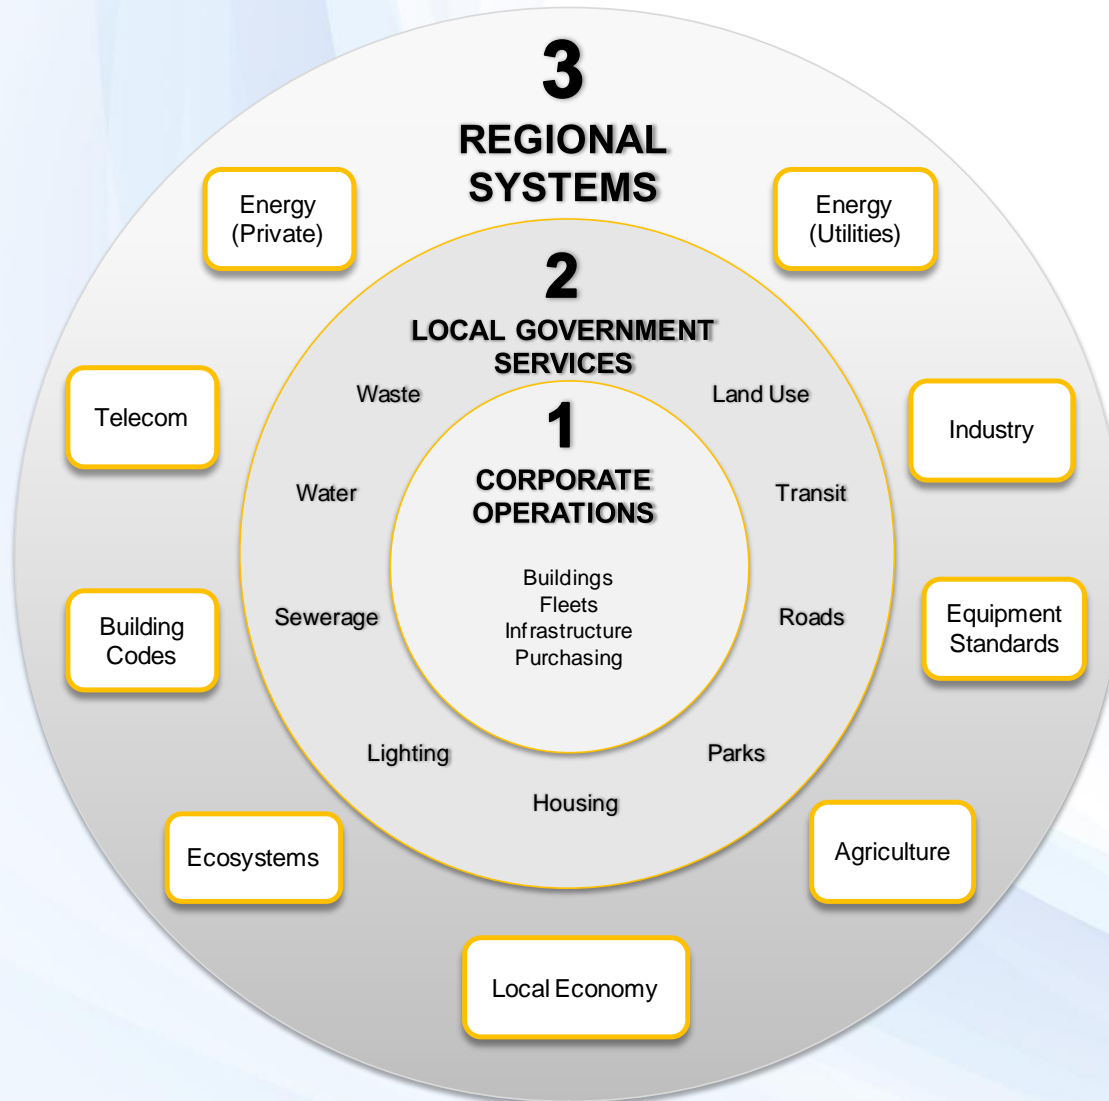 3
REGIONAL
SYSTEMS
Energy
(Private)
Energy
(Utilities)
2
LOCAL GOVERNMENT
SERVICES
Waste
Land Use
Telecom
Industry
1
CORPORATE
OPERATIONS
Water
Transit
Buildings
Fleets
Infrastructure
Purchasing
Sewerage
Roads
Building
Codes
Equipment
Standards
Lighting
Parks
Housing
Ecosystems
Agriculture
Local Economy